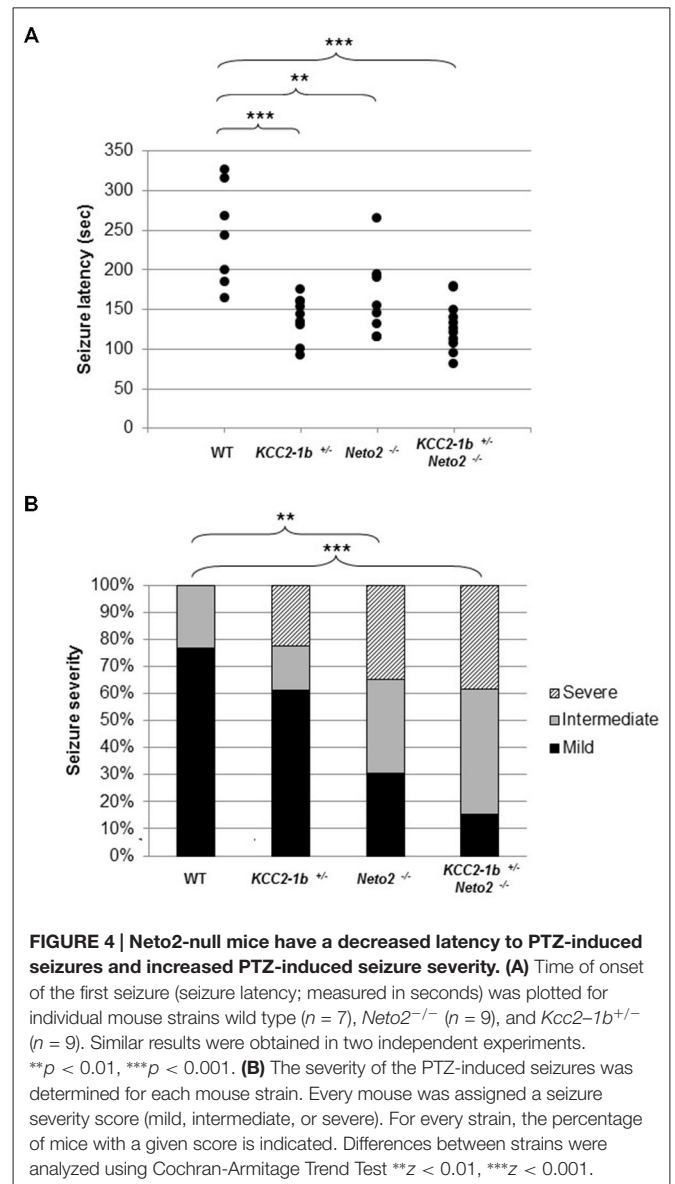 A
***
**
***
350
300
250
200
150
100
50
0
Seizure latency (sec)
WT
KCC2-1b +/-
Neto2 -/-
KCC2-1b +/-
Neto2 -/-
B
**
***
100%
90%
80%
70%
60%
50%
40%
30%
20%
10%
0%
Seizure severity
Severe
Intermediate
Mild
WT
KCC2-1b +/-
Neto2 -/-
KCC2-1b +/-
Neto2 -/-
FIGURE 4 | Neto2-null mice have a decreased latency to PTZ-induced
seizures and increased PTZ-induced seizure severity. (A) Time of onset
of the first seizure (seizure latency; measured in seconds) was plotted for
individual mouse strains wild type (n = 7), Neto2−/− (n = 9), and Kcc2–1b+/−
(n = 9). Similar results were obtained in two independent experiments.
**p < 0.01, ***p < 0.001. (B) The severity of the PTZ-induced seizures was
determined for each mouse strain. Every mouse was assigned a seizure
severity score (mild, intermediate, or severe). For every strain, the percentage
of mice with a given score is indicated. Differences between strains were
analyzed using Cochran-Armitage Trend Test **z < 0.01, ***z < 0.001.